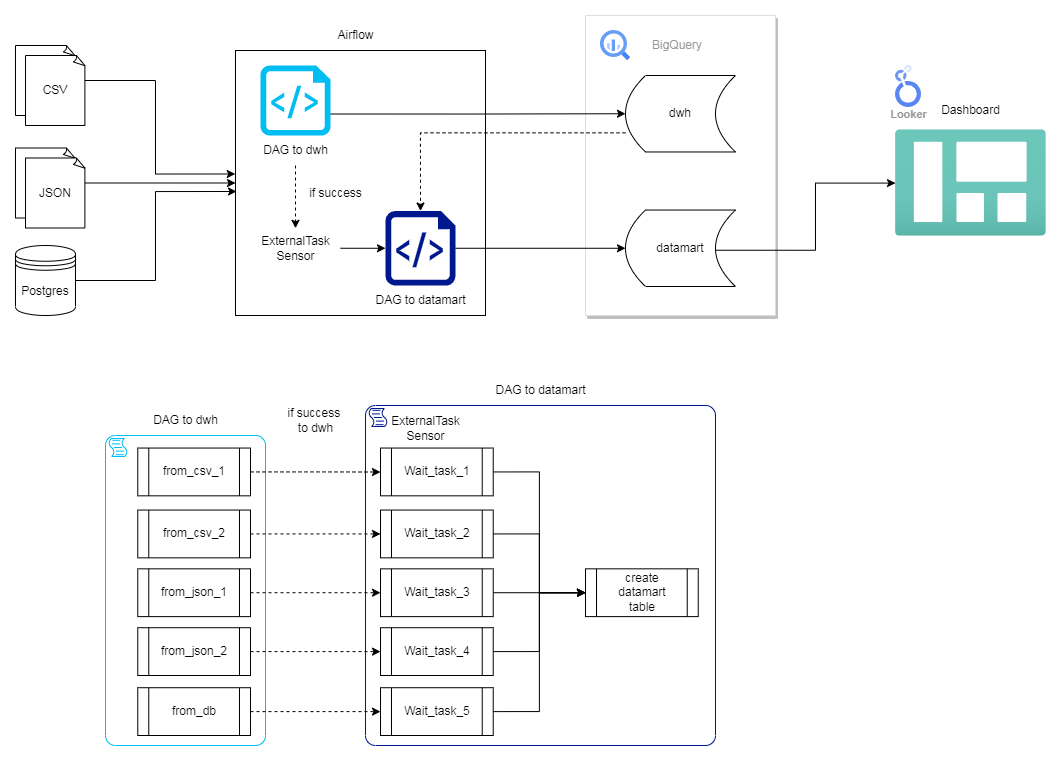 Airflow
BigQuery
CSV
</>
dwh
Looker
Dashboard
DAG to dwh
JSON
if success
ExternalTask
Sensor
</>
datamart
Postgres
DAG to datamart
DAG to datamart
DAG to dwh
if success
to dwh
ExternalTask
Sensor
from_csv_1
Wait_task_1
from_csv_2
Wait_task_2
from_json_1
Wait_task_3
create
datamart
table
from_json_2
Wait_task_4
from_db
Wait_task_5